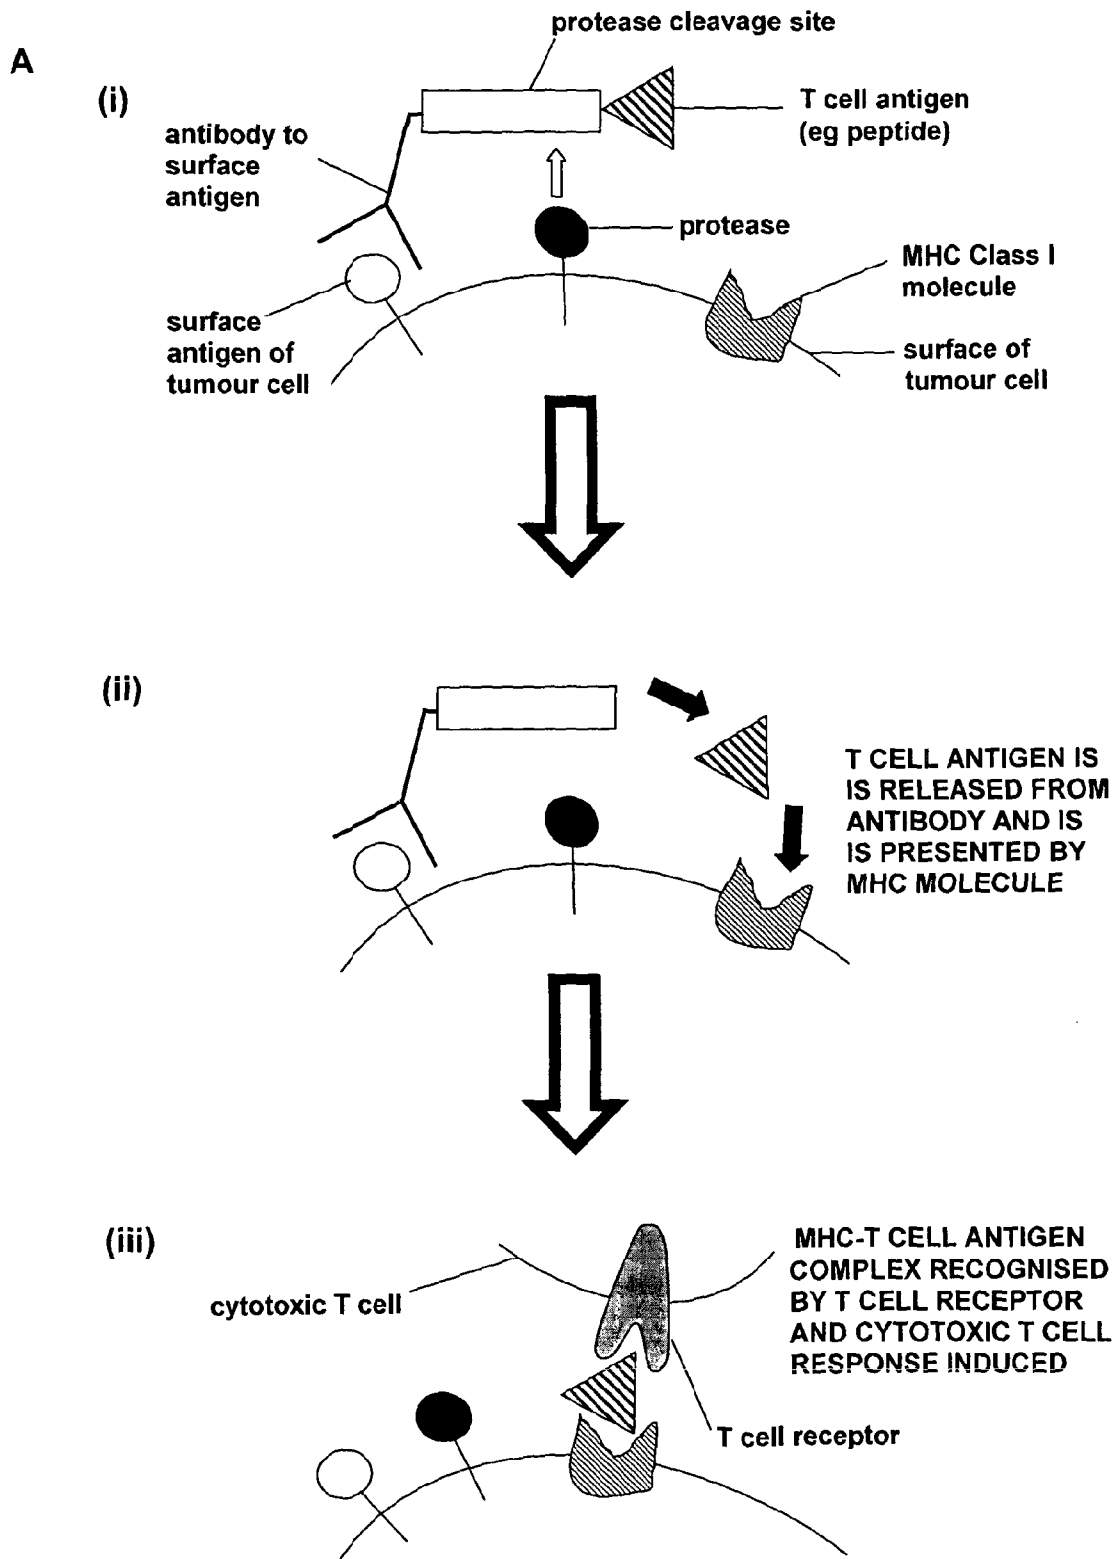 A
protease cleavage site
(i)
T cell antigen
(eg peptide)
antibody to
surface
antigen
protease
MHC Class I
molecule
surface
antigen of
tumour cell
surface of
tumour cell
(ii)
T CELL ANTIGEN IS
IS RELEASED FROM
ANTIBODY AND IS
IS PRESENTED BY
MHC MOLECULE
(iii)
MHC-T CELL ANTIGEN
COMPLEX RECOGNISED
BY T CELL RECEPTOR
AND CYTOTOXIC T CELL
RESPONSE INDUCED
cytotoxic T cell
T cell receptor